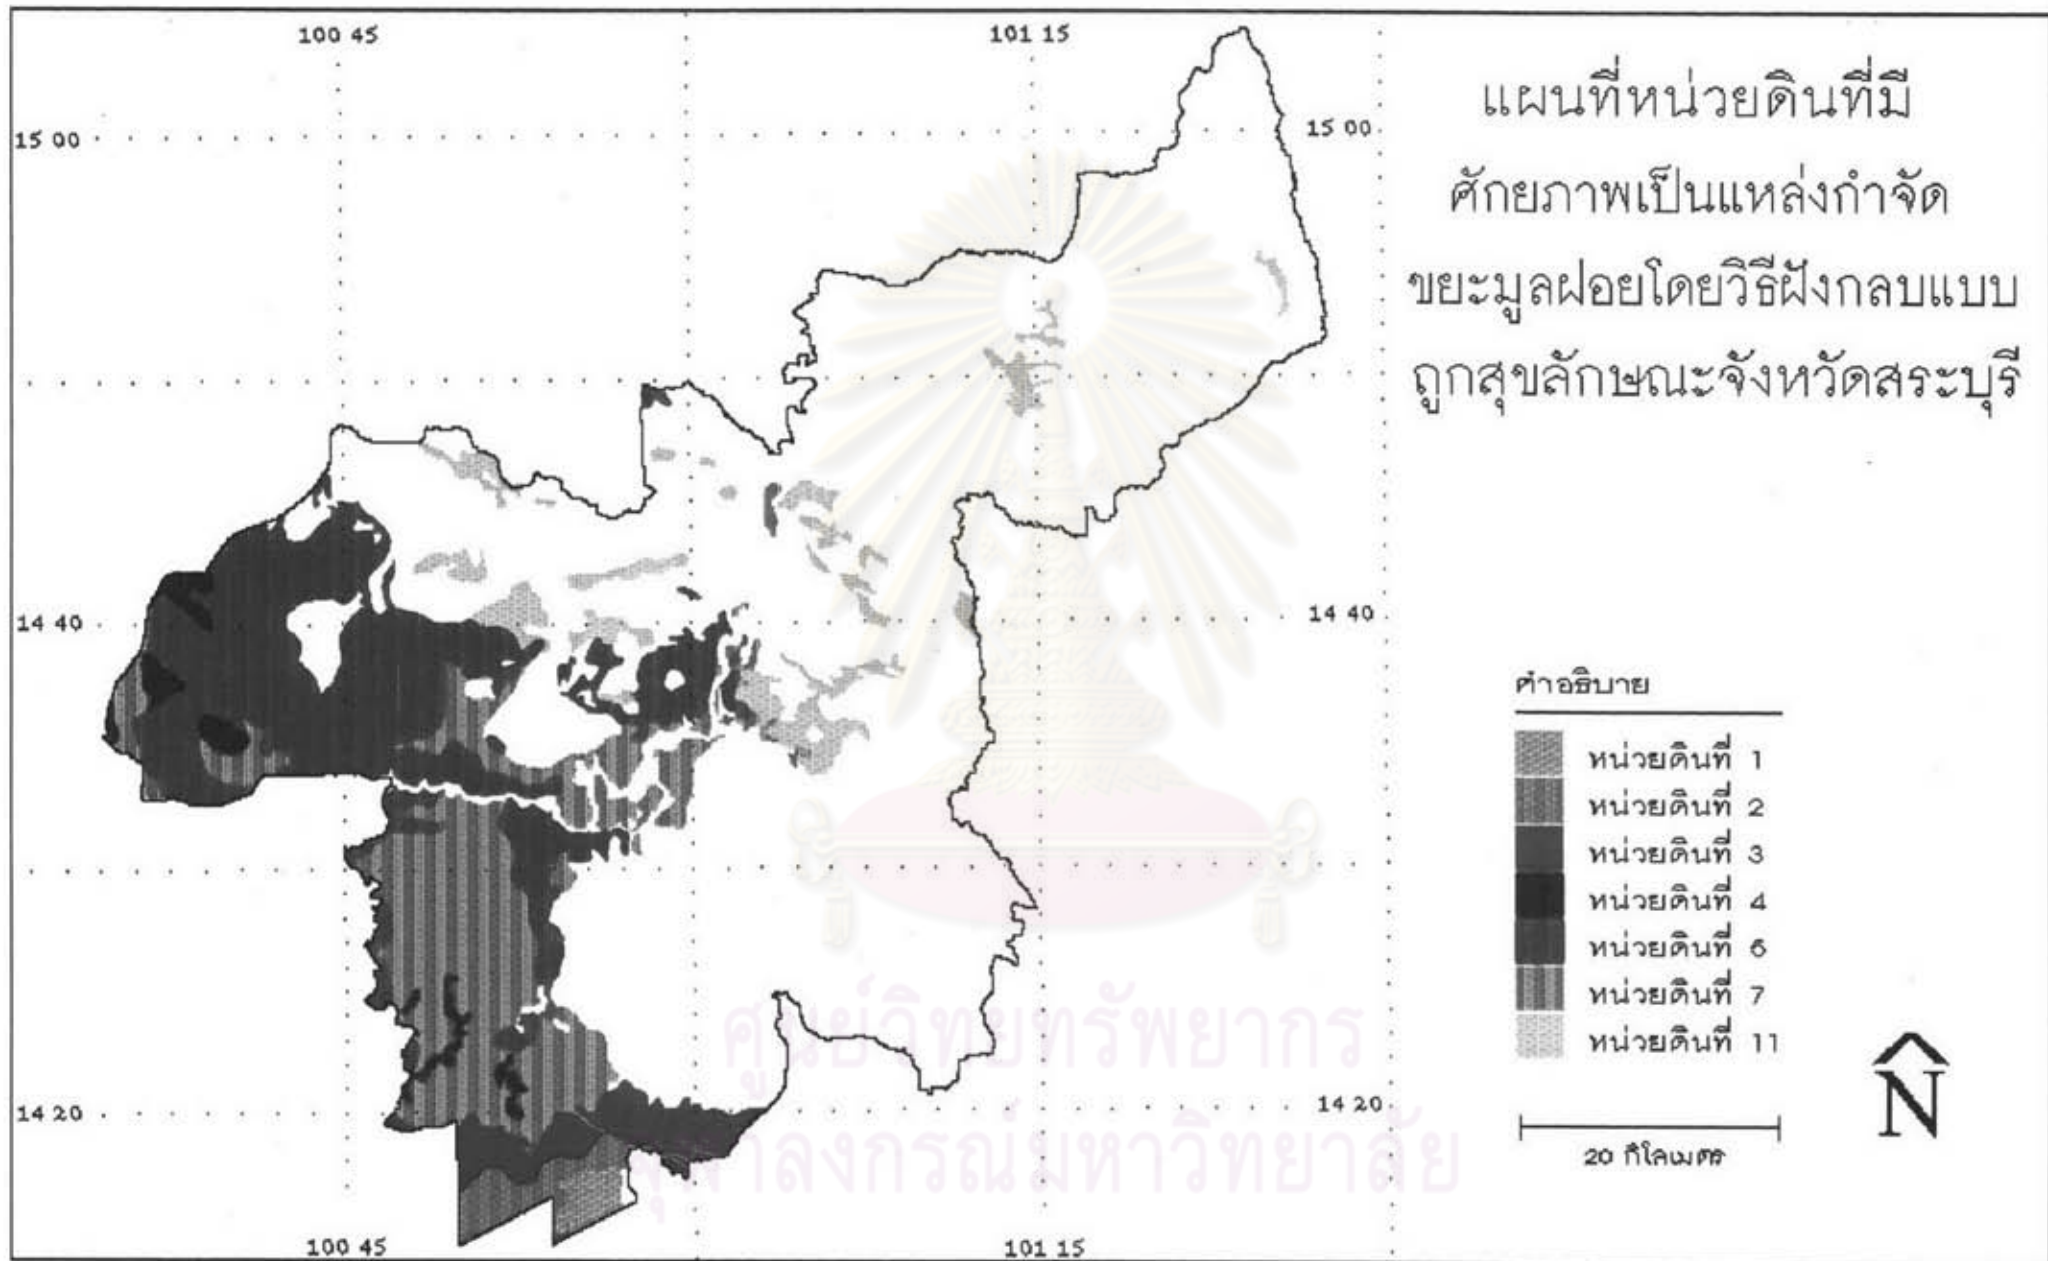 100 45
101 15
แผนที่หน่วยดินที่มี
15 00
15 00
ศักยภาพเป็นแหล่งกำจัด
ขยะมูลฝอยโดยวิธีฝังกลบแบบ
ถูกสุขลักษณะจังหวัดสระบุรี
14 40
14 40
คำอธิบาย
หน่วยดินที่ 1
หน่วยดินที่ 2
หน่วยดินที่ 3
หน่วยดินที่ 4
หน่วยดินที่ 6
หน่วยดินที่ 7
หน่วยดินที่ 11
N
14 20
14 20
20 กิโลเมตร
ศูนย์วิทยทรัพยากร
จุฬาลงกรณ์มหาวิทยาลัย
100 45
101 15